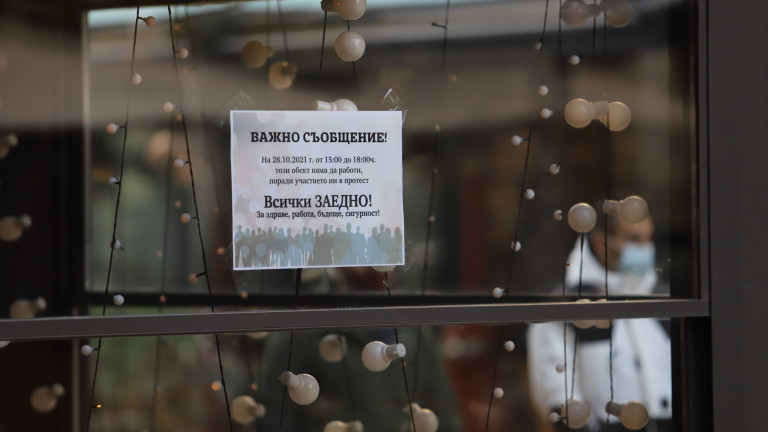 ВАЖНО СЪОБЩЕНИЕ!
На 28.10.2021 г. от 15:00 до 18:00ч.
този обект няма да работи,
поради участието ни в протест
Всички ЗАЕДНО!
За здраве, работа, бъдеще, сигурност!